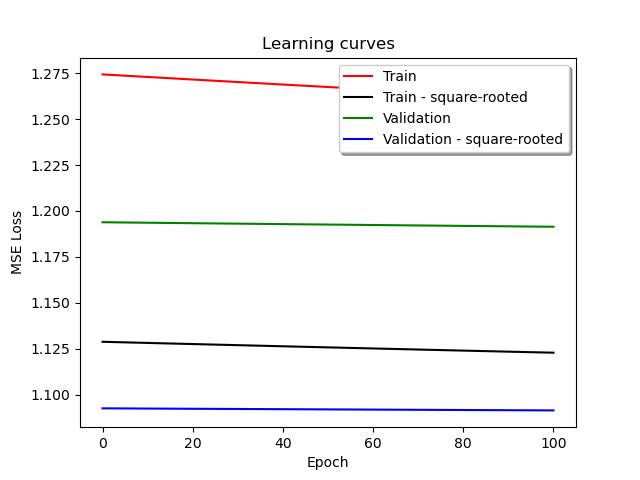 Learning curves
Train
Train - square-rooted
Validation
Validation - square-rooted
MSE Loss
1.275
1.250
1.225
1.200
1.175
1.150
1.125
1.100
0 20 40 60 80 100
Epoch